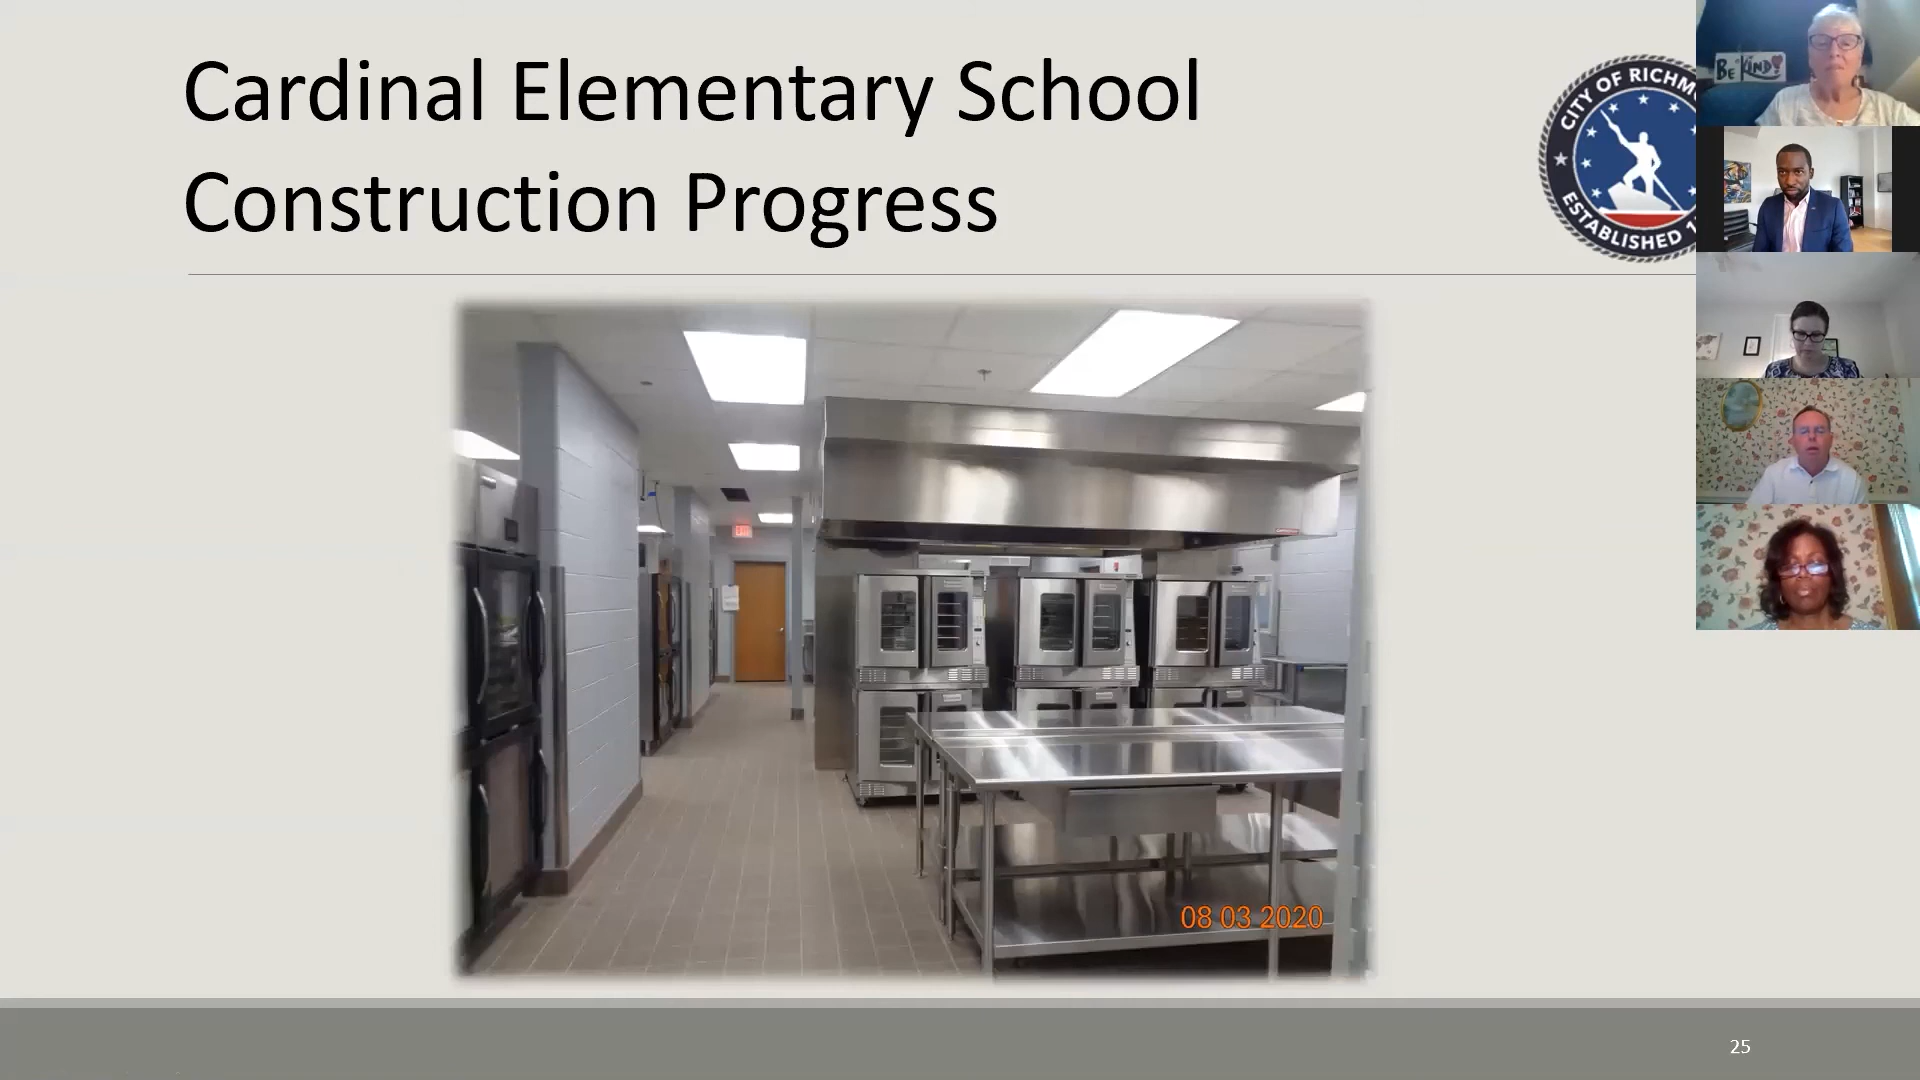 Cardinal Elementary School
Construction Progress
CITY OF RICHM
ESTABLISHED 1
BE KIND!
08 03 2020
25